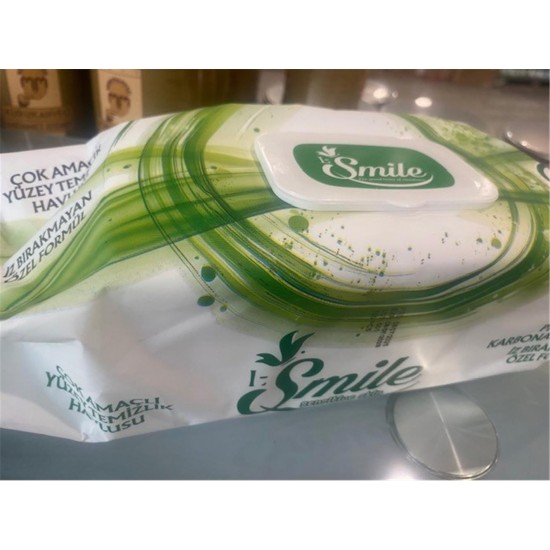 ÇOK AMAÇ
YÜZEY TEM
HAV
İZ BIRAKMAYAN
ÖZEL FORMÜL
I-Smile
I-Smile
ÇOK AMAÇLI
YÜZEY TEMİZLİK
HAVLUSU
KARBONA
İZ BIRA
ÖZEL FOR